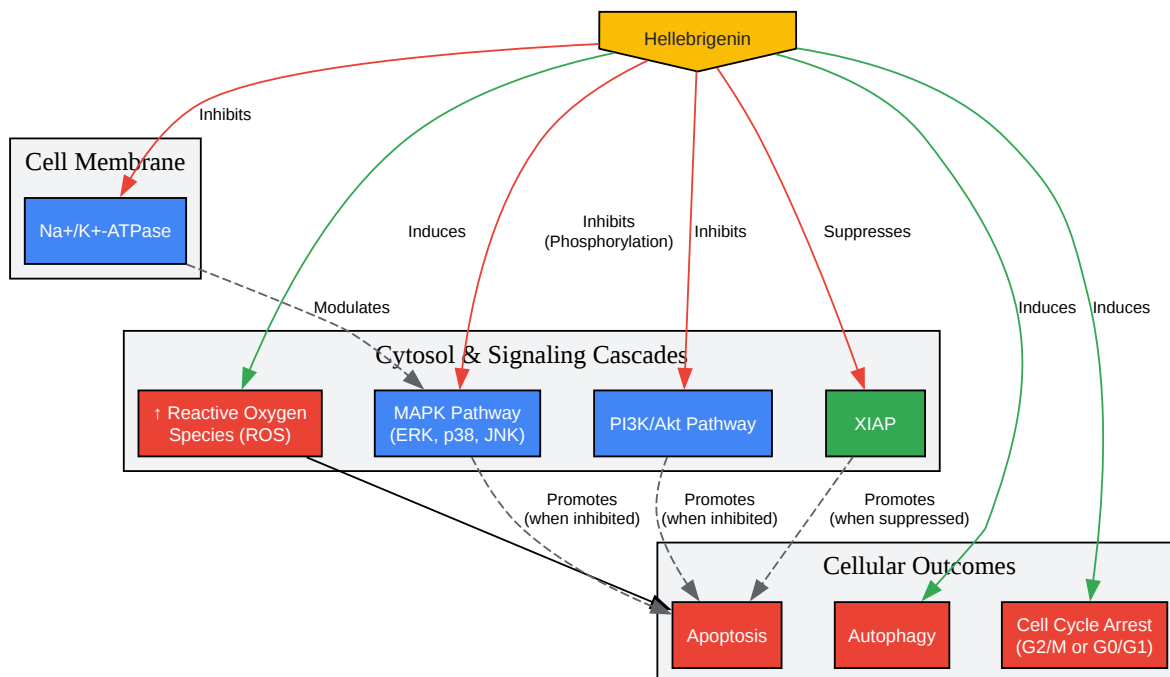 Hellebrigenin
Inhibits
Cell Membrane
Na+/K+-ATPase
Induces
Inhibits
(Phosphorylation)
Inhibits
Suppresses
Modulates
Induces
Induces
Cytosol & Signaling Cascades
↑ Reactive Oxygen
Species (ROS)
MAPK Pathway
(ERK, p38, JNK)
PI3K/Akt Pathway
XIAP
Promotes
(when inhibited)
Promotes
(when inhibited)
Promotes
(when suppressed)
Cellular Outcomes
Apoptosis
Autophagy
Cell Cycle Arrest
(G2/M or G0/G1)